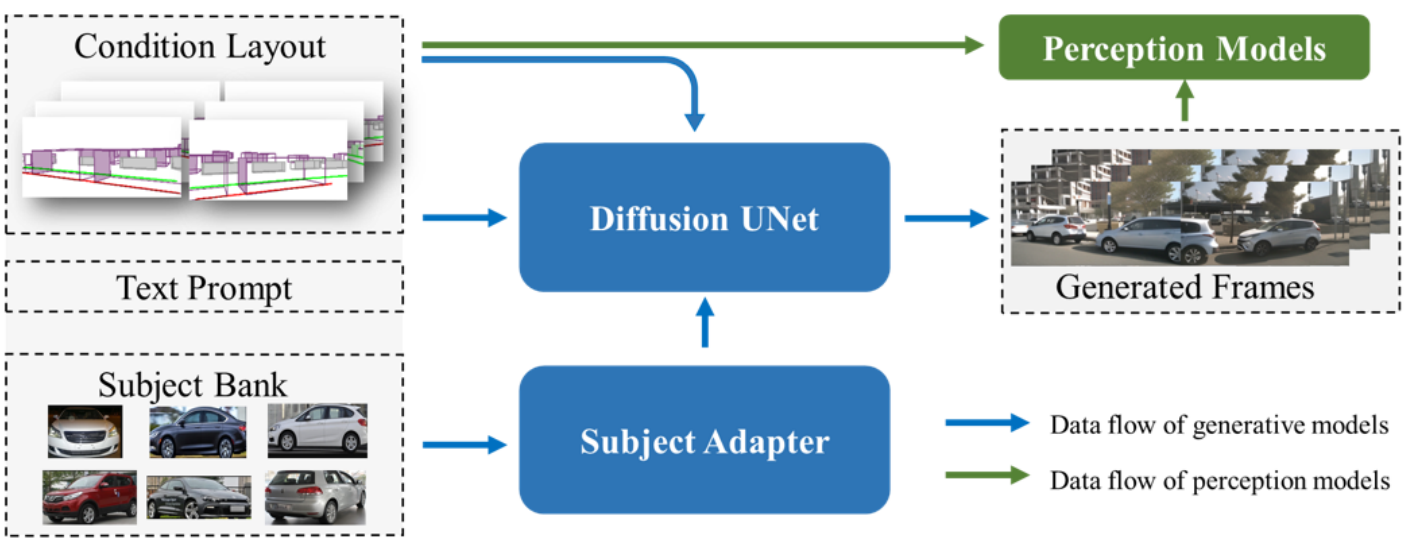 Condition Layout
Perception Models
Diffusion UNet
Text Prompt
Generated Frames
Subject Bank
Subject Adapter
Data flow of generative models
Data flow of perception models